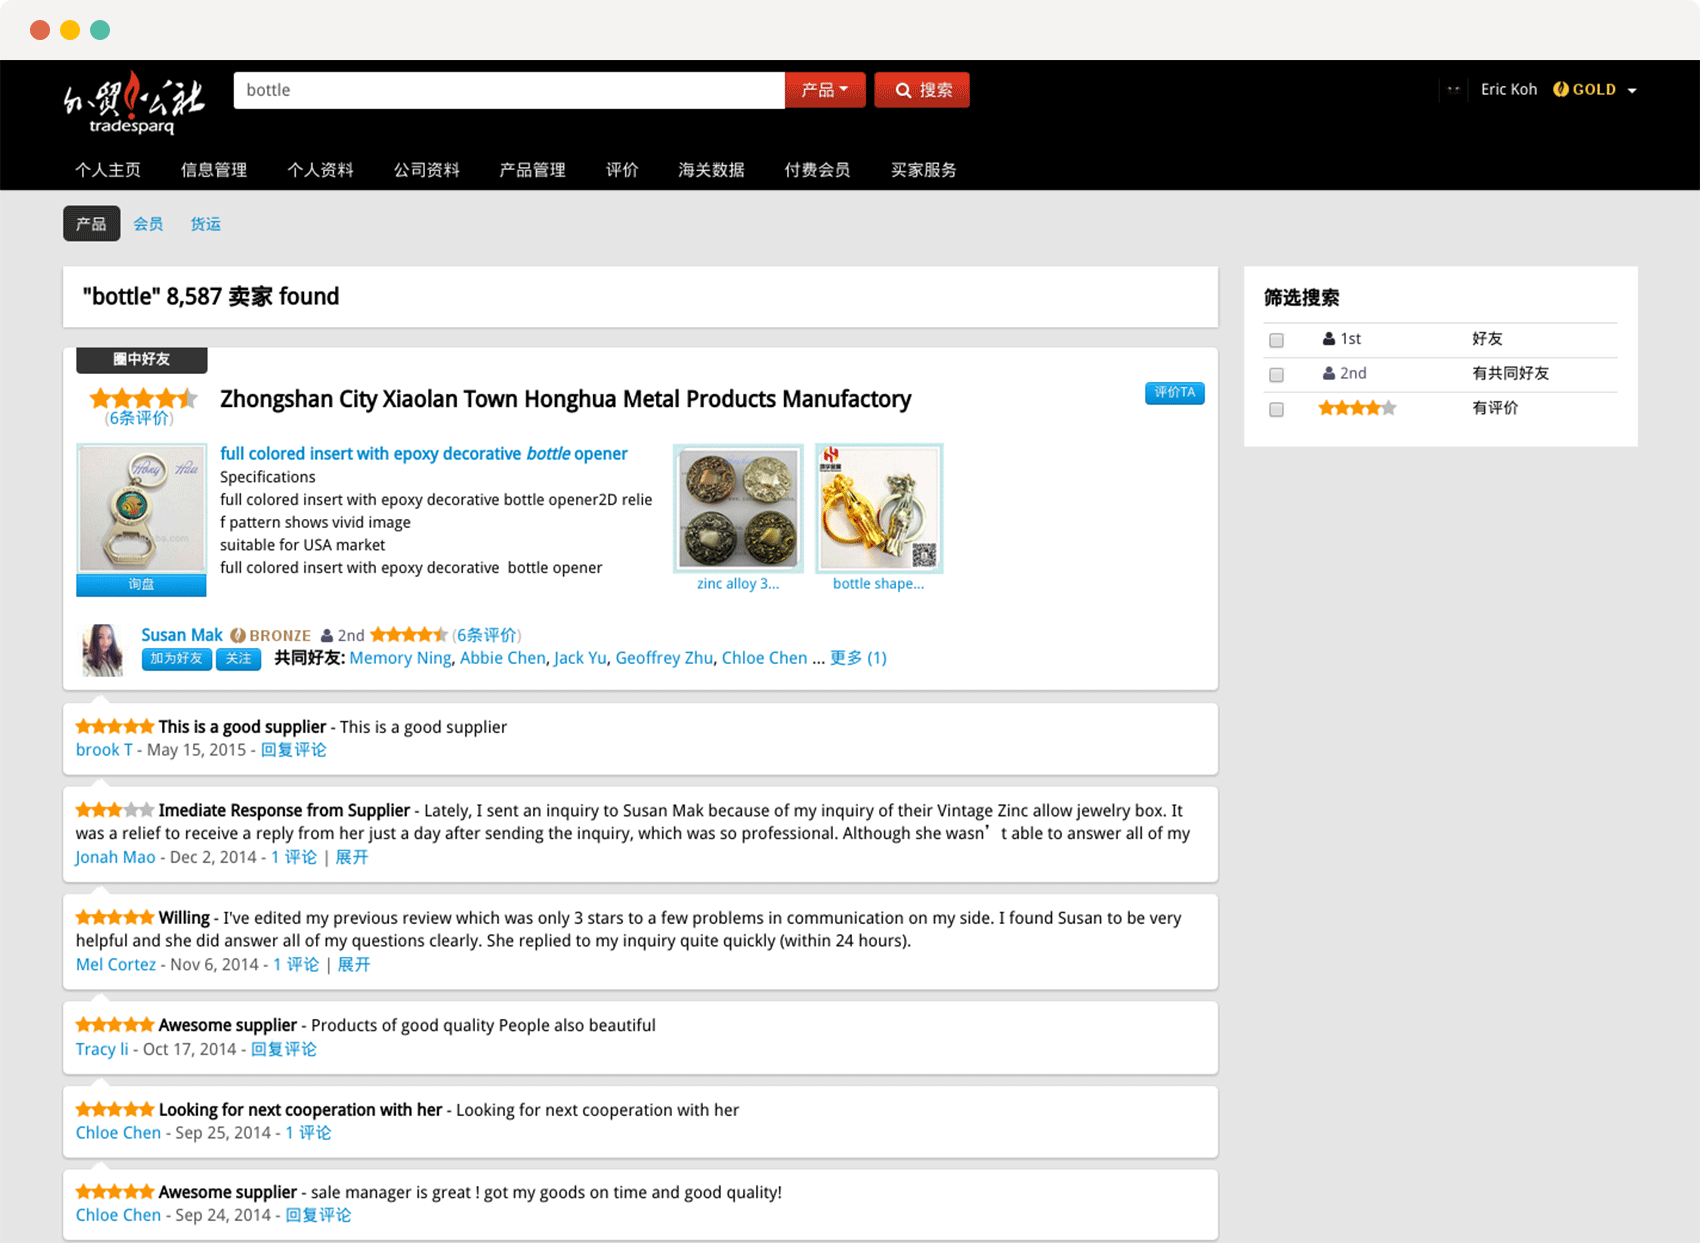 外贸公社
tradesparq
bottle
产品
搜索
Eric Koh
GOLD
个人主页 信息管理 个人资料 公司资料 产品管理 评价 海关数据 付费会员 买家服务
产品 会员 货运
"bottle" 8,587 卖家 found
圈中好友
(6条评价)
Zhongshan City Xiaolan Town Honghua Metal Products Manufactory
评价TA
Hong Hua
询盘
full colored insert with epoxy decorative bottle opener
Specifications
full colored insert with epoxy decorative bottle opener2D relie
f pattern shows vivid image
suitable for USA market
full colored insert with epoxy decorative  bottle opener
zinc alloy 3...
bottle shape...
Susan Mak BRONZE 2nd (6条评价)
加为好友 关注 共同好友: Memory Ning, Abbie Chen, Jack Yu, Geoffrey Zhu, Chloe Chen ... 更多 (1)
This is a good supplier - This is a good supplier
brook T - May 15, 2015 - 回复评论
Imediate Response from Supplier - Lately, I sent an inquiry to Susan Mak because of my inquiry of their Vintage Zinc allow jewelry box. It
was a relief to receive a reply from her just a day after sending the inquiry, which was so professional. Although she wasn’t able to answer all of my
Jonah Mao - Dec 2, 2014 - 1 评论 | 展开
Willing - I've edited my previous review which was only 3 stars to a few problems in communication on my side. I found Susan to be very
helpful and she did answer all of my questions clearly. She replied to my inquiry quite quickly (within 24 hours).
Mel Cortez - Nov 6, 2014 - 1 评论 | 展开
Awesome supplier - Products of good quality People also beautiful
Tracy li - Oct 17, 2014 - 回复评论
Looking for next cooperation with her - Looking for next cooperation with her
Chloe Chen - Sep 25, 2014 - 1 评论
Awesome supplier - sale manager is great ! got my goods on time and good quality!
Chloe Chen - Sep 24, 2014 - 回复评论
筛选搜索
1st 好友
2nd 有共同好友
有评价